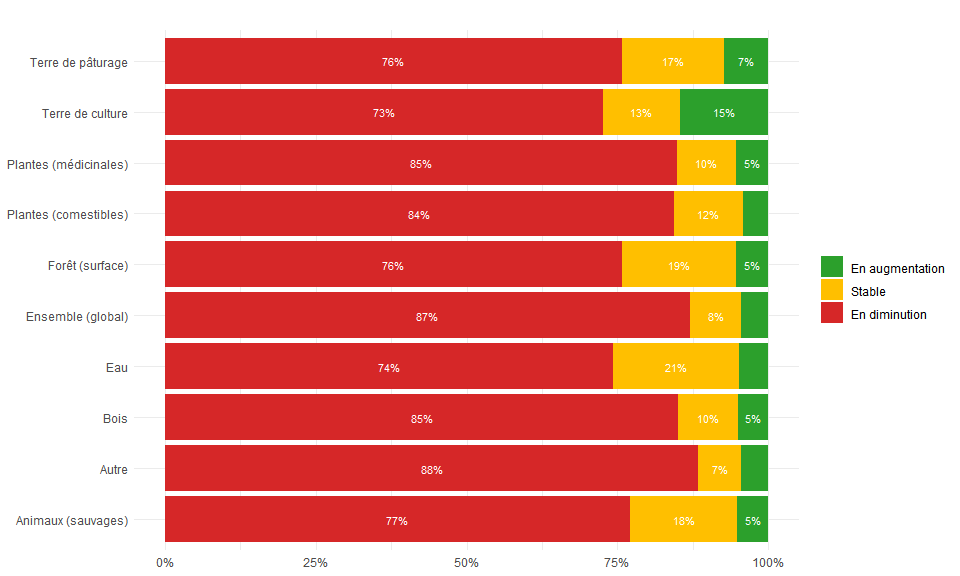 Terre de pâturage 76% 17% 7%
Terre de culture 73% 13% 15%
Plantes (médicinales) 85% 10% 5%
Plantes (comestibles) 84% 12%
Forêt (surface) 76% 19% 5%
Ensemble (global) 87% 8%
Eau 74% 21%
Bois 85% 10% 5%
Autre 88% 7%
Animaux (sauvages) 77% 18% 5%
0% 25% 50% 75% 100%
En augmentation
Stable
En diminution